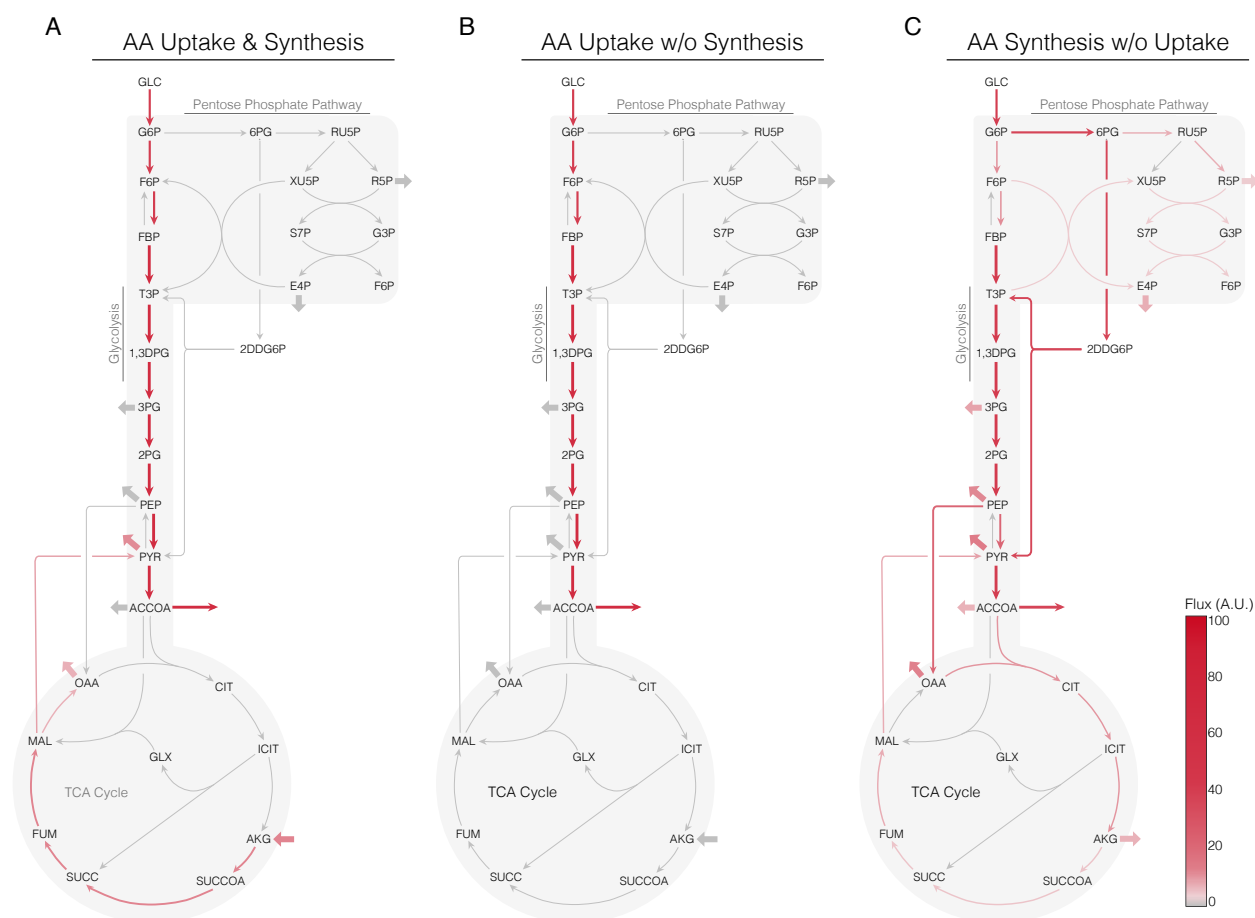 A
AA Uptake & Synthesis
GLC
Pentose Phosphate Pathway
G6P
6PG
RU5P
F6P
XU5P
R5P
FBP
S7P
G3P
T3P
E4P
F6P
Glycolysis
1,3DPG
2DDG6P
3PG
2PG
PEP
PYR
ACCOA
OAA
CIT
MAL
GLX
ICIT
TCA Cycle
FUM
AKG
SUCC
SUCCOA
B
AA Uptake w/o Synthesis
GLC
Pentose Phosphate Pathway
G6P
6PG
RU5P
F6P
XU5P
R5P
FBP
S7P
G3P
T3P
E4P
F6P
Glycolysis
1,3DPG
2DDG6P
3PG
2PG
PEP
PYR
ACCOA
OAA
CIT
MAL
GLX
ICIT
TCA Cycle
FUM
AKG
SUCC
SUCCOA
C
AA Synthesis w/o Uptake
GLC
Pentose Phosphate Pathway
G6P
6PG
RU5P
F6P
XU5P
R5P
FBP
S7P
G3P
T3P
E4P
F6P
Glycolysis
1,3DPG
2DDG6P
3PG
2PG
PEP
PYR
ACCOA
OAA
CIT
MAL
GLX
ICIT
TCA Cycle
FUM
AKG
SUCC
SUCCOA
Flux (A.U.)
100
80
60
40
20
0